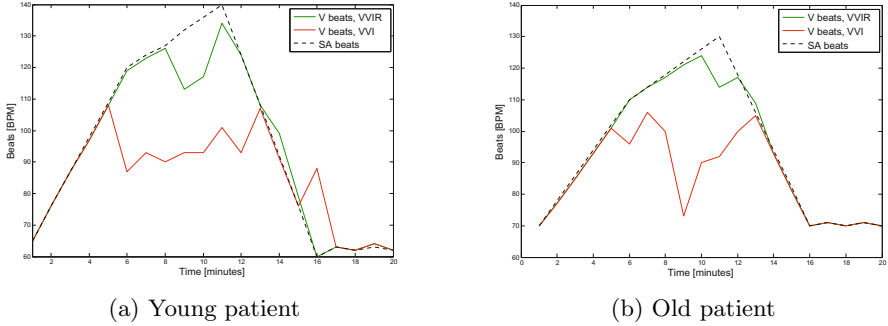 140
130
120
110
100
90
80
70
60
Beats [BPM]
2 4 6 8 10 12 14 16 18 20
Time [minutes]
V beats, VVIR
V beats, VVI
SA beats
(a) Young patient
140
130
120
110
100
90
80
70
60
Beats [BPM]
2 4 6 8 10 12 14 16 18 20
Time [minutes]
V beats, VVIR
V beats, VVI
SA beats
(b) Old patient